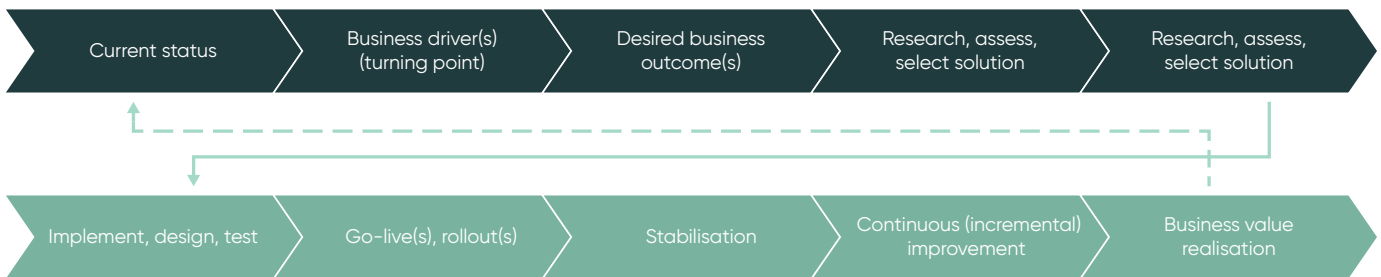 Current status
Business driver(s)
(turning point)
Desired business
outcome(s)
Research, assess,
select solution
Research, assess,
select solution
Implement, design, test
Go-live(s), rollout(s)
Stabilisation
Continuous (incremental)
improvement
Business value
realisation